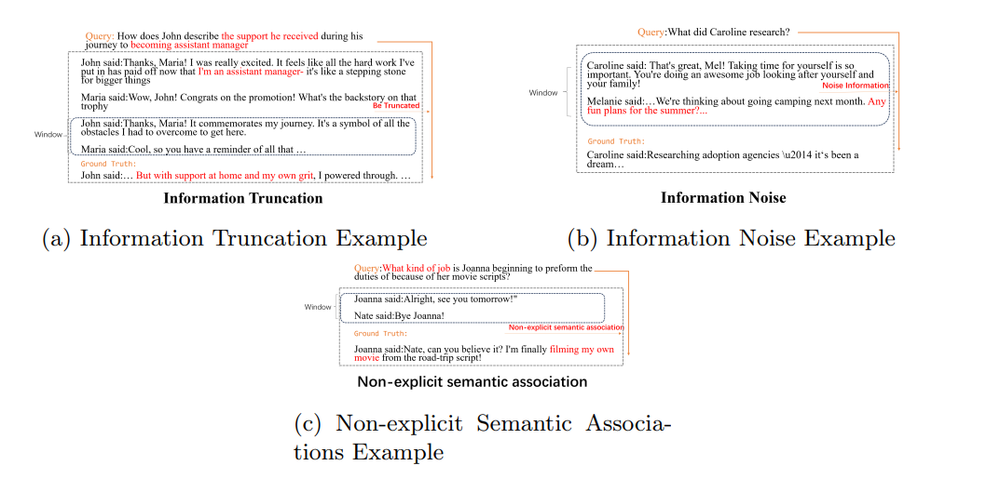 Query: How does John describe the support he received during his
journey to becoming assistant manager
John said:Thanks, Maria! I was really excited. It feels like all the hard work I've
put in has paid off now that I'm an assistant manager- it's like a stepping stone
for bigger things
Maria said:Wow, John! Congrats on the promotion! What's the backstory on that
trophy
Be Truncated
Window
John said:Thanks, Maria! It commemorates my journey. It's a symbol of all the
obstacles I had to overcome to get here.
Maria said:Cool, so you have a reminder of all that …
Ground Truth:
John said:… But with support at home and my own grit, I powered through. …
Information Truncation
(a) Information Truncation Example
Query:What did Caroline research?
Window
Caroline said: That's great, Mel! Taking time for yourself is so
important. You're doing an awesome job looking after yourself and
your family!
Noise Information
Melanie said:…We're thinking about going camping next month. Any
fun plans for the summer?...
Ground Truth:
Caroline said:Researching adoption agencies \u2014 it's been a
dream…
Information Noise
(b) Information Noise Example
Query:What kind of job is Joanna beginning to preform the
duties of because of her movie scripts?
Window
Joanna said:Alright, see you tomorrow!"
Nate said:Bye Joanna!
Non-explicit semantic association
Ground Truth:
Joanna said:Nate, can you believe it? I'm finally filming my own
movie from the road-trip script!
Non-explicit semantic association
(c) Non-explicit Semantic Associa-
tions Example